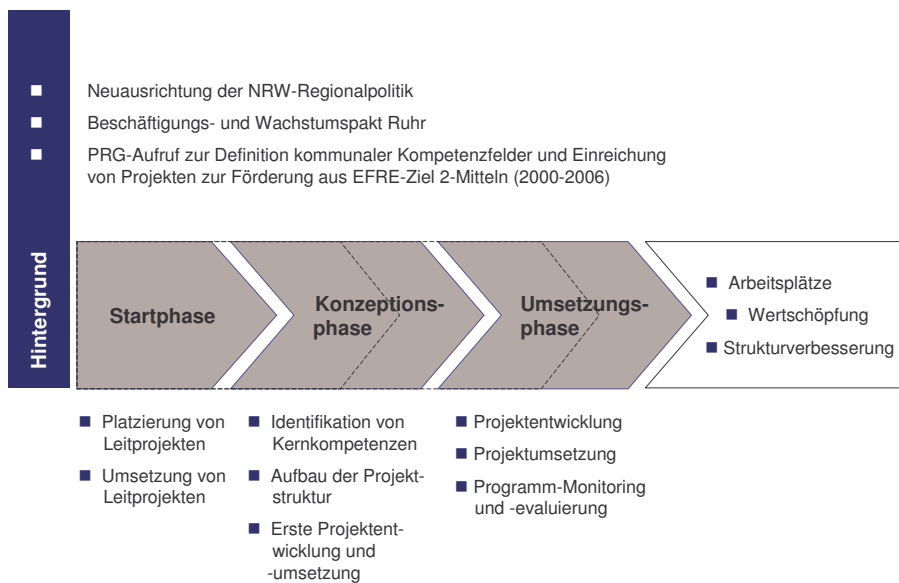 Neuausrichtung der NRW-Regionalpolitik
Beschäftigungs- und Wachstumspakt Ruhr
PRG-Aufruf zur Definition kommunaler Kompetenzfelder und Einreichung
von Projekten zur Förderung aus EFRE-Ziel 2-Mitteln (2000-2006)
Hintergrund
Startphase
Konzeptions-
phase
Umsetzungs-
phase
Arbeitsplätze
Wertschöpfung
Strukturverbesserung
Platzierung von
Leitprojekten
Umsetzung von
Leitprojekten
Identifikation von
Kernkompetenzen
Aufbau der Projekt-
struktur
Erste Projektent-
wicklung und
-umsetzung
Projektentwicklung
Projektumsetzung
Programm-Monitoring
und -evaluierung